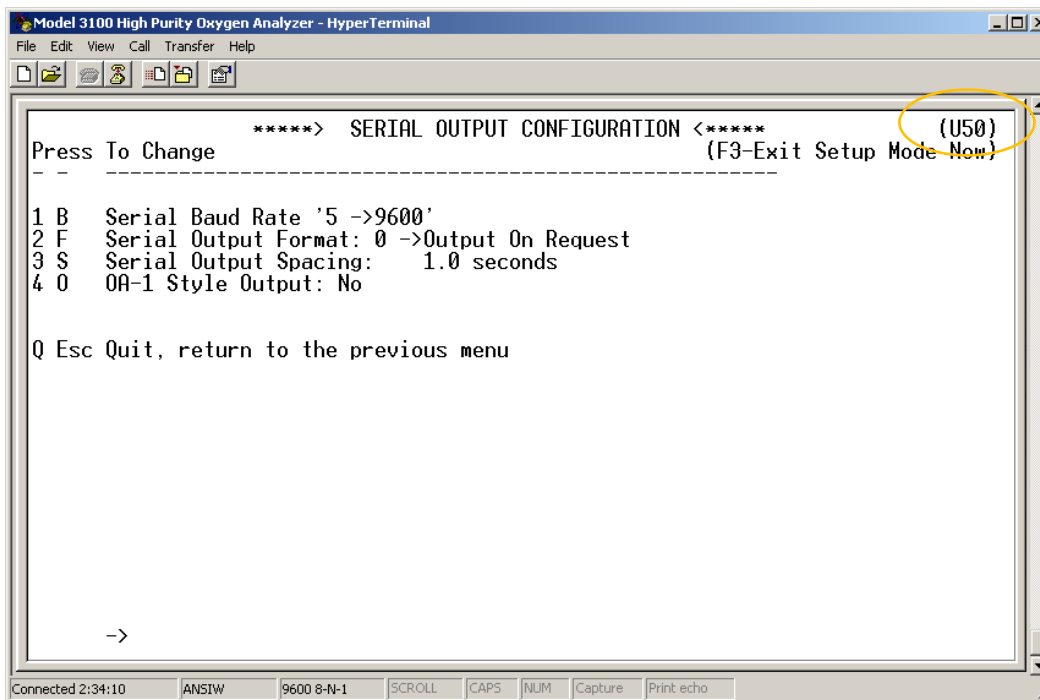 Model 3100 High Purity Oxygen Analyzer - HyperTerminal
File Edit View Call Transfer Help
*****> SERIAL OUTPUT CONFIGURATION <***** (U50)
Press To Change (F3-Exit Setup Mode Now)
- - -------------------------------------------------------
1 B Serial Baud Rate '5 ->9600'
2 F Serial Output Format: 0 ->Output On Request
3 S Serial Output Spacing: 1.0 seconds
4 O OA-1 Style Output: No
Q Esc Quit, return to the previous menu
->
Connected 2:34:10 ANSIW 9600 8-N-1 SCROLL CAPS NUM Capture Print echo